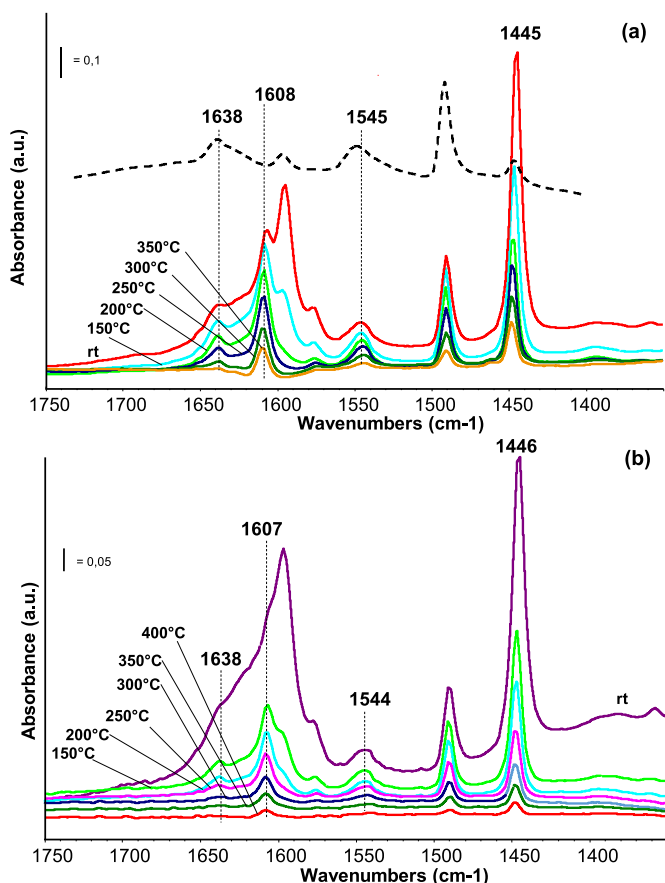 (a)
= 0,1
1445
1638
1608
1545
350°C
300°C
250°C
200°C
150°C
rt
Absorbance (a.u.)
1750 1700 1650 1600 1550 1500 1450 1400
Wavenumbers (cm-1)
(b)
1446
= 0,05
1607
400°C
1638
350°C
300°C
250°C
200°C
150°C
1544
rt
Absorbance (a.u.)
1750 1700 1650 1600 1550 1500 1450 1400
Wavenumbers (cm-1)